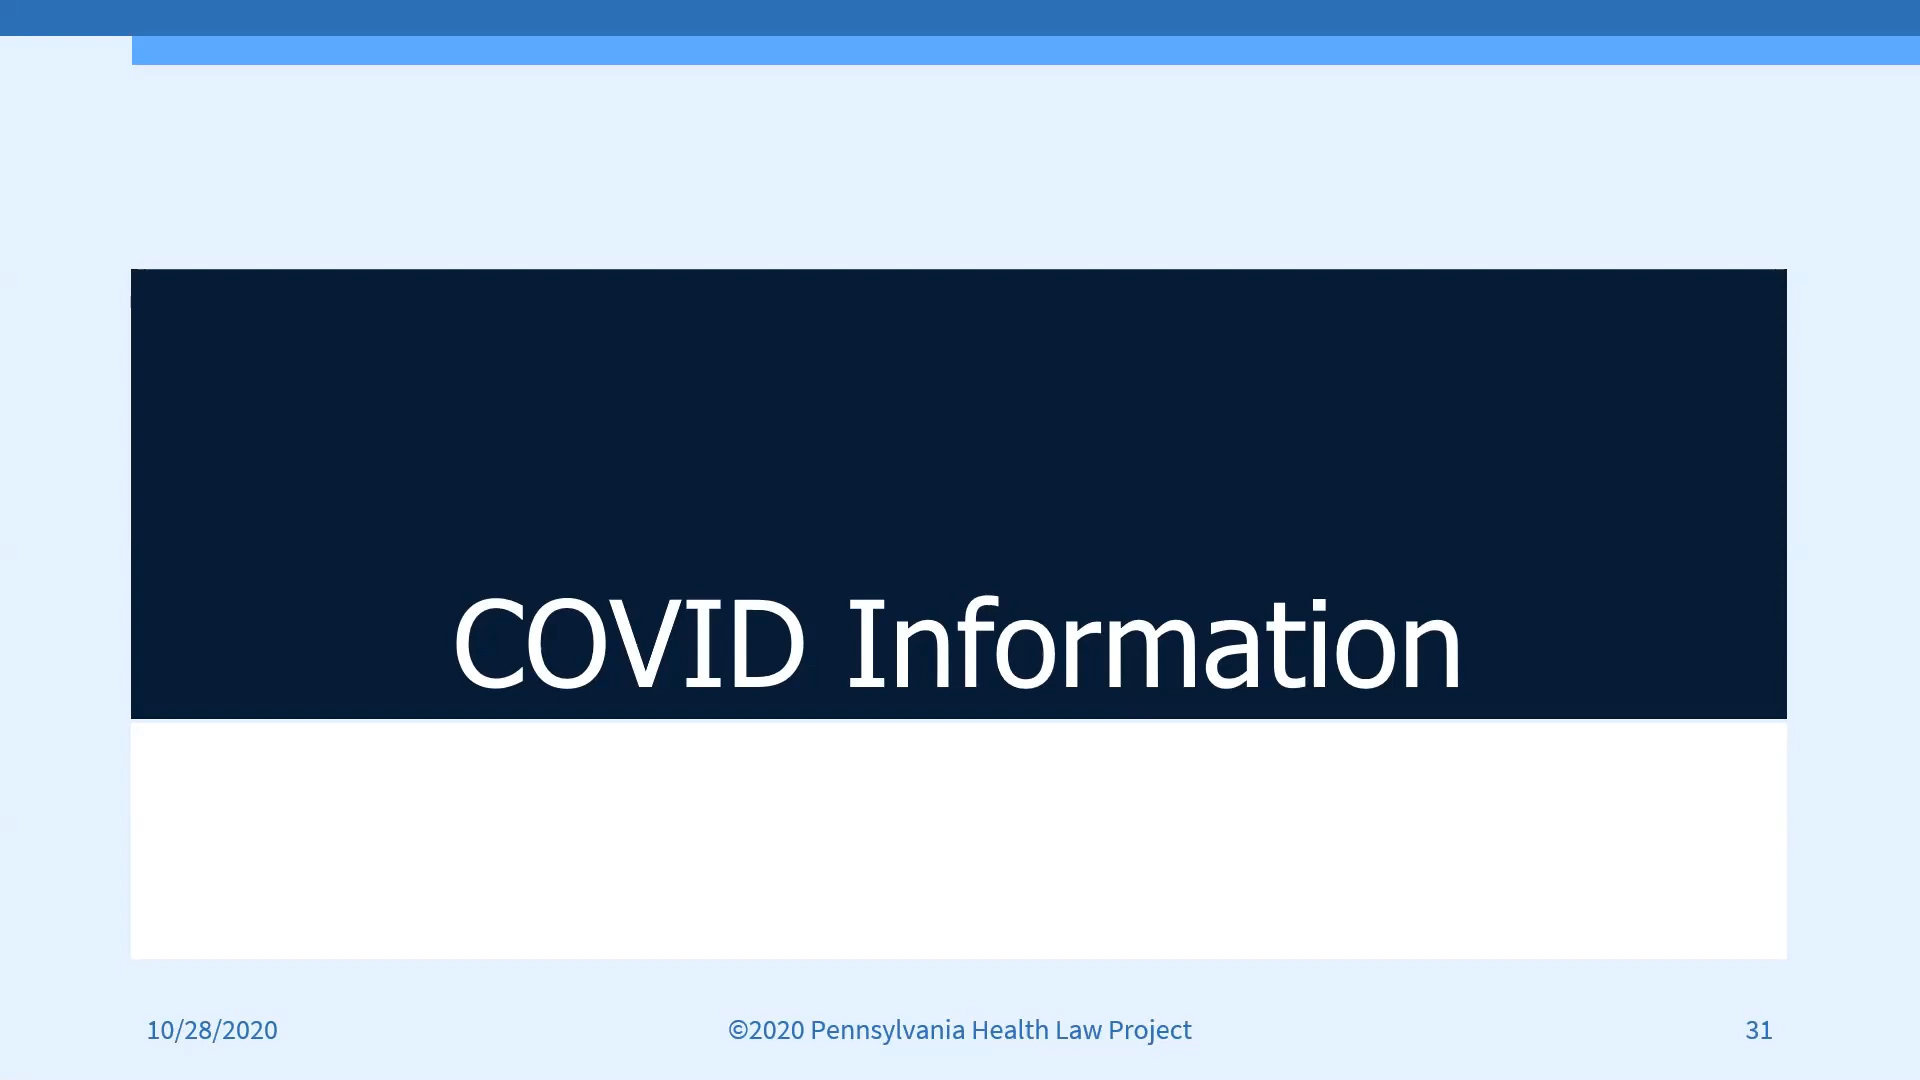 COVID Information
10/28/2020
©2020 Pennsylvania Health Law Project
31